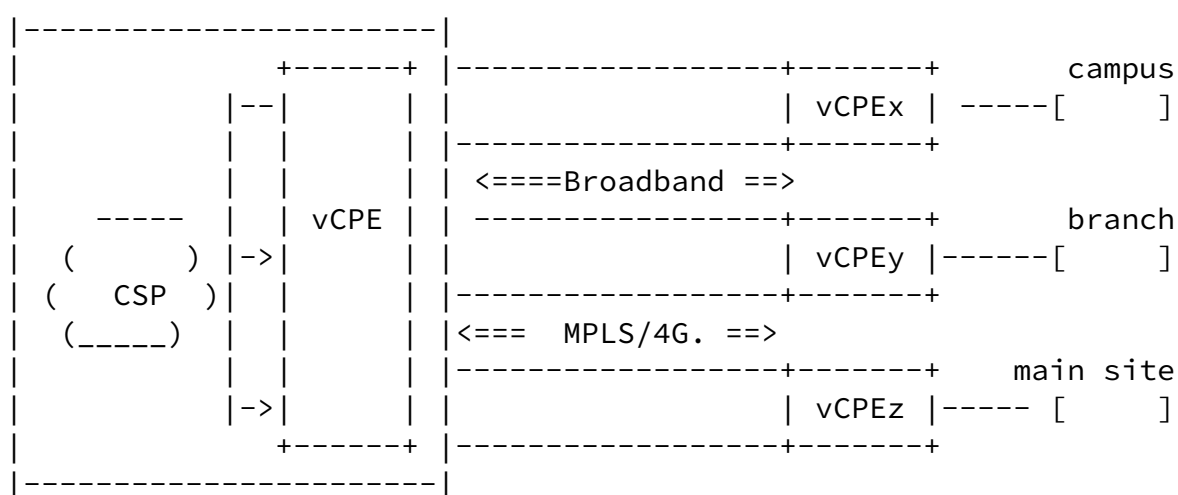 campus
vCPEx
<====Broadband ==>
vCPE
branch
vCPEy
CSP
<=== MPLS/4G. ==>
main site
vCPEz